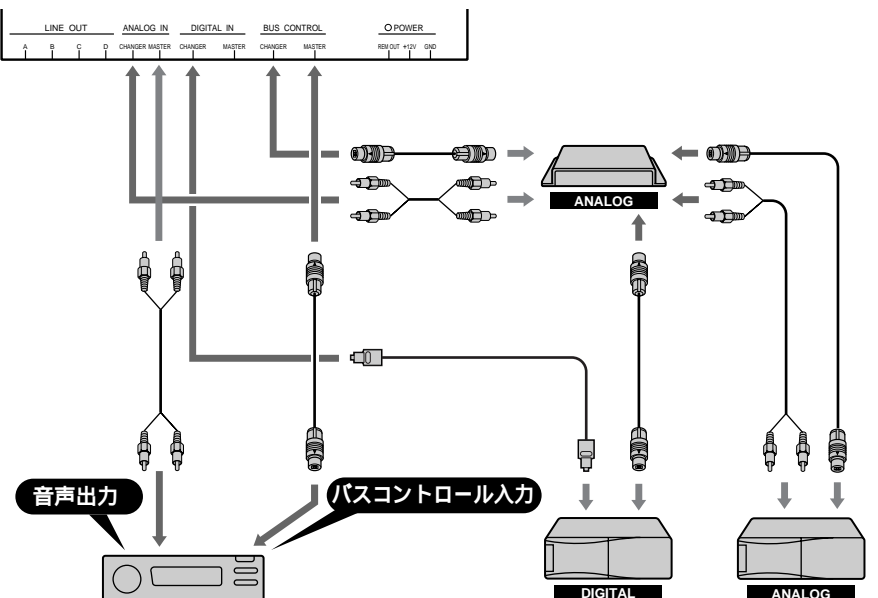 LINE OUT ANALOG IN DIGITAL IN BUS CONTROL POWER
A B C D CHANGER MASTER CHANGER MASTER CHANGER MASTER REM OUT +12V GND
ANALOG
音声出力
バスコントロール入力
DIGITAL
ANALOG